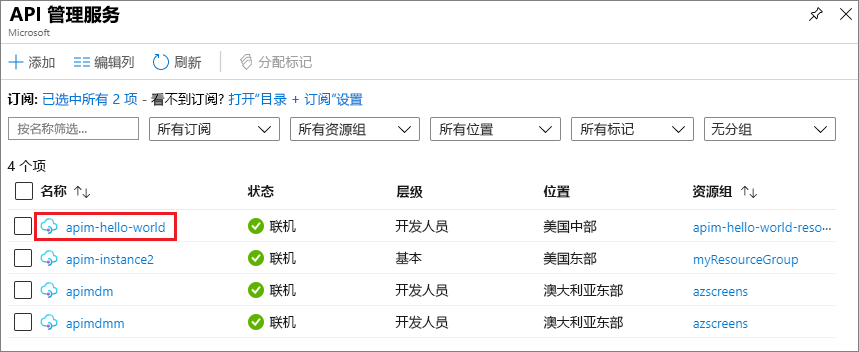 API 管理服务
Microsoft
添加 编辑列 刷新 分配标记
订阅: 已选中所有 2 项 - 看不到订阅? 打开“目录 + 订阅”设置
按名称筛选... 所有订阅 所有资源组 所有位置 所有标记 无分组
4 个项
名称 状态 层级 位置 资源组
apim-hello-world 联机 开发人员 美国中部 apim-hello-world-reso...
apim-instance2 联机 基本 美国东部 myResourceGroup
apimdm 联机 开发人员 澳大利亚东部 azscreens
apimdmm 联机 开发人员 澳大利亚东部 azscreens